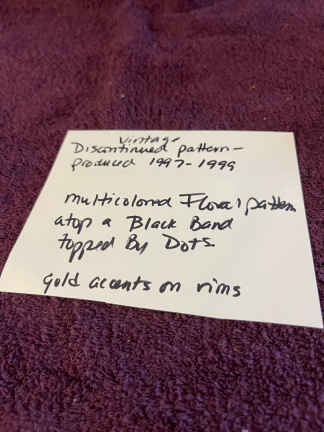 Vintage
Discontinued pattern -
produced 1997-1999
multicolored Floral pattern
atop a Black Band
topped By Dots
gold accents on rims